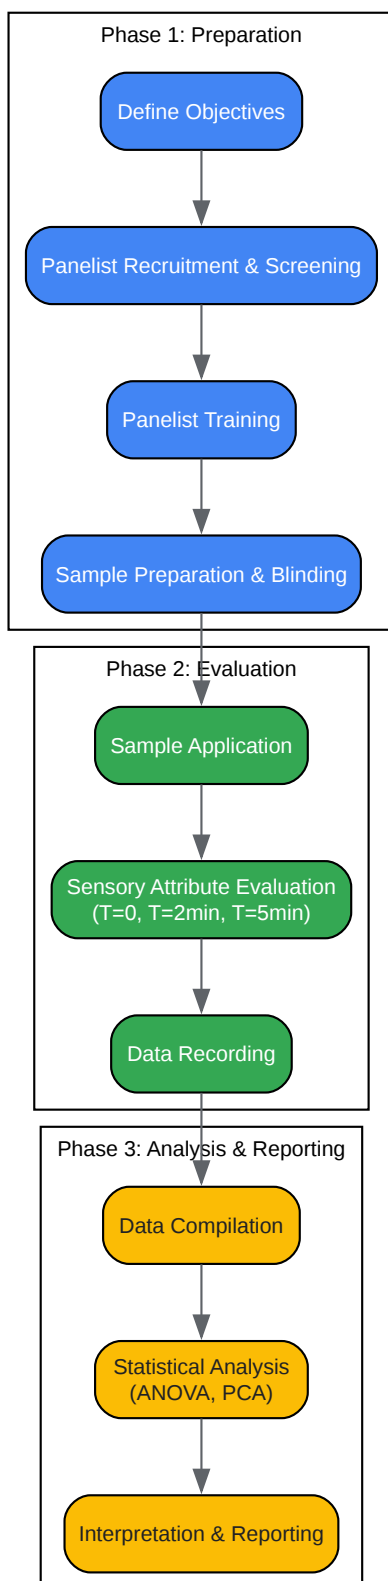 Phase 1: Preparation
Define Objectives
Panelist Recruitment & Screening
Panelist Training
Sample Preparation & Blinding
Phase 2: Evaluation
Sample Application
Sensory Attribute Evaluation
(T=0, T=2min, T=5min)
Data Recording
Phase 3: Analysis & Reporting
Data Compilation
Statistical Analysis
(ANOVA, PCA)
Interpretation & Reporting